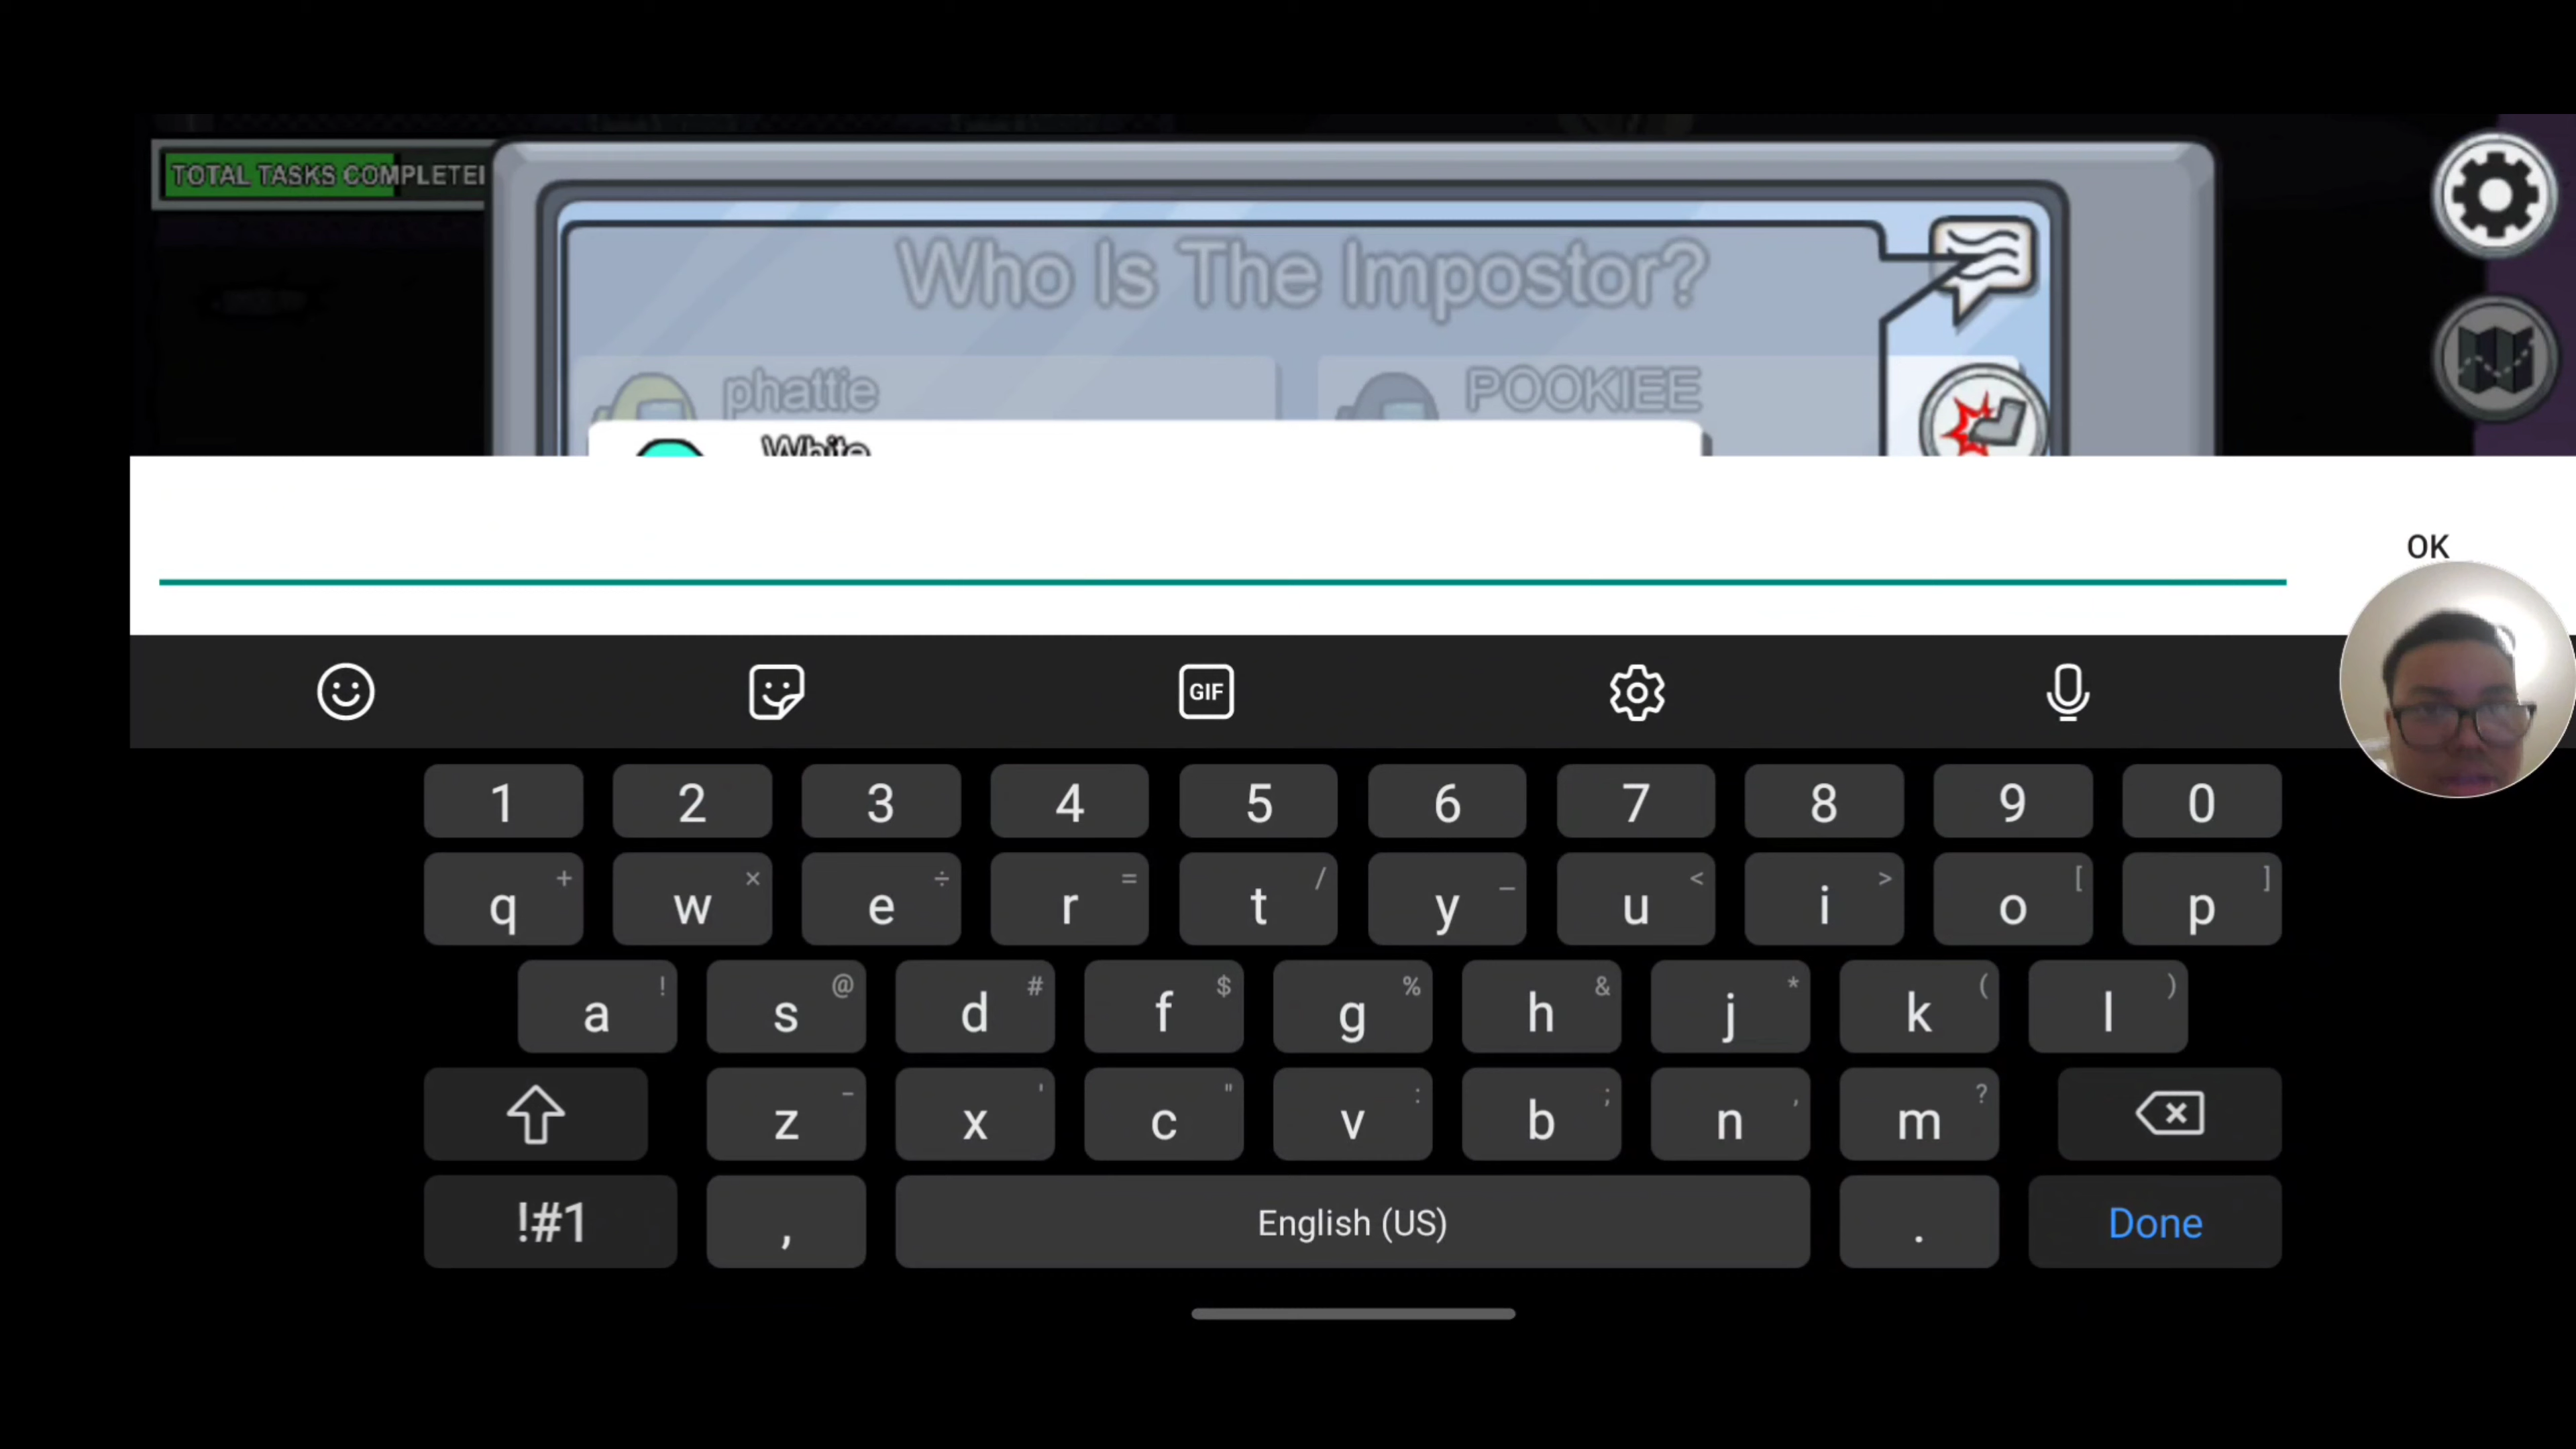 TOTAL TASKS COMPLETE
Who Is The Impostor?
phattie
POOKIEE
White
OK
GIF
1 2 3 4 5 6 7 8 9 0
q + w × e ÷ r = t / y _ u < i > o [ p ]
a ! s @ d # f $ g % h & j * k ( l )
z - x ' c " v : b ; n , m ?
!#1 , English (US) . Done